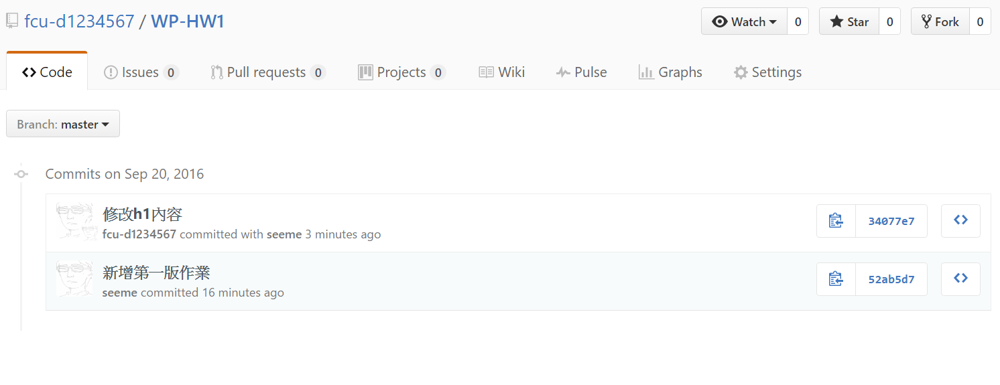 fcu-d1234567 / WP-HW1
Watch 0 Star 0 Fork 0
Code Issues 0 Pull requests 0 Projects 0 Wiki Pulse Graphs Settings
Branch: master
Commits on Sep 20, 2016
修改h1內容
fcu-d1234567 committed with seeme 3 minutes ago
34077e7
新增第一版作業
seeme committed 16 minutes ago
52ab5d7